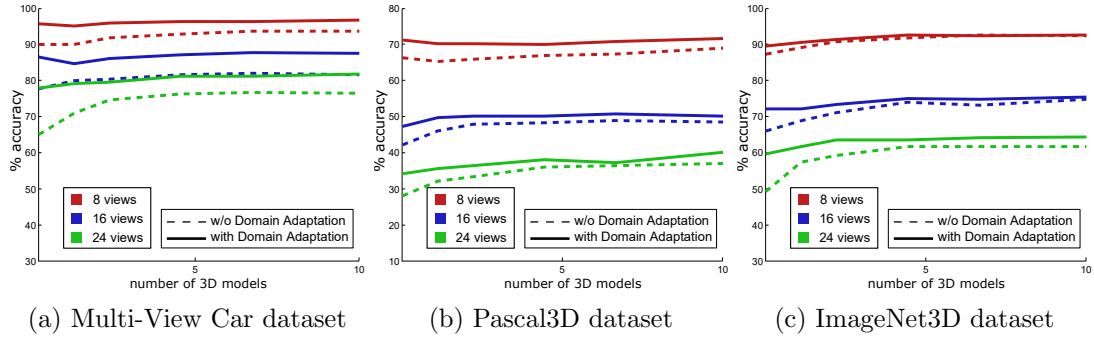 100
90
80
70
60
50
40
30
% accuracy
8 views
16 views
24 views
w/o Domain Adaptation
with Domain Adaptation
5
10
number of 3D models
(a) Multi-View Car dataset
80
70
60
50
40
30
20
10
% accuracy
8 views
16 views
24 views
w/o Domain Adaptation
with Domain Adaptation
5
10
number of 3D models
(b) Pascal3D dataset
100
90
80
70
60
50
40
30
% accuracy
8 views
16 views
24 views
w/o Domain Adaptation
with Domain Adaptation
5
10
number of 3D models
(c) ImageNet3D dataset